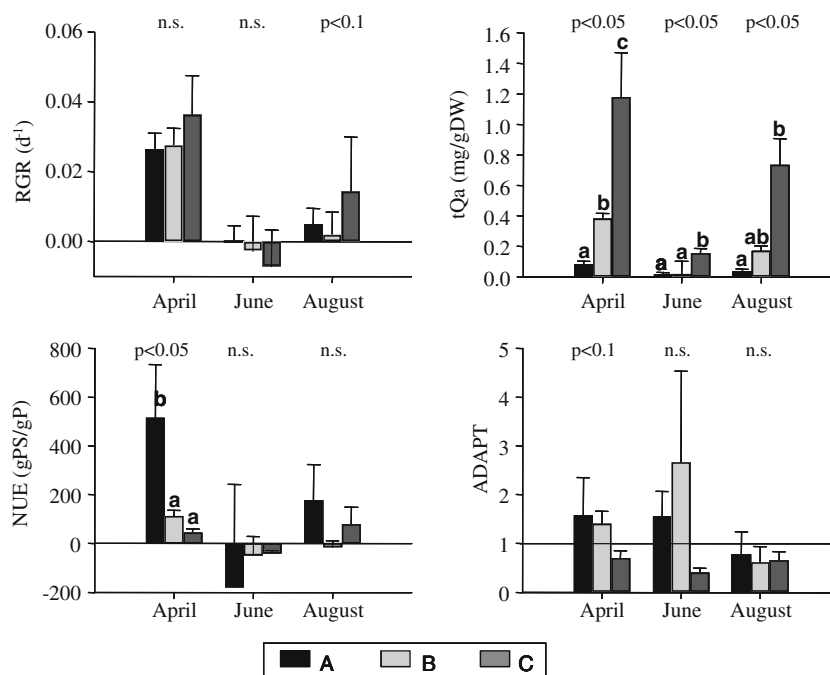 n.s. n.s. p<0.1
RGR (d-1)
0.06
0.04
0.02
0.00
April June August
p<0.05 p<0.05 p<0.05
tQa (mg/gDW)
1.6
1.4
1.2
1.0
0.8
0.6
0.4
0.2
0.0
a b c a a b a ab b
April June August
p<0.05 n.s. n.s.
NUE (gPS/gP)
800
600
400
200
0
-200
b a a
April June August
p<0.1 n.s. n.s.
ADAPT
5
4
3
2
1
0
April June August
A B C